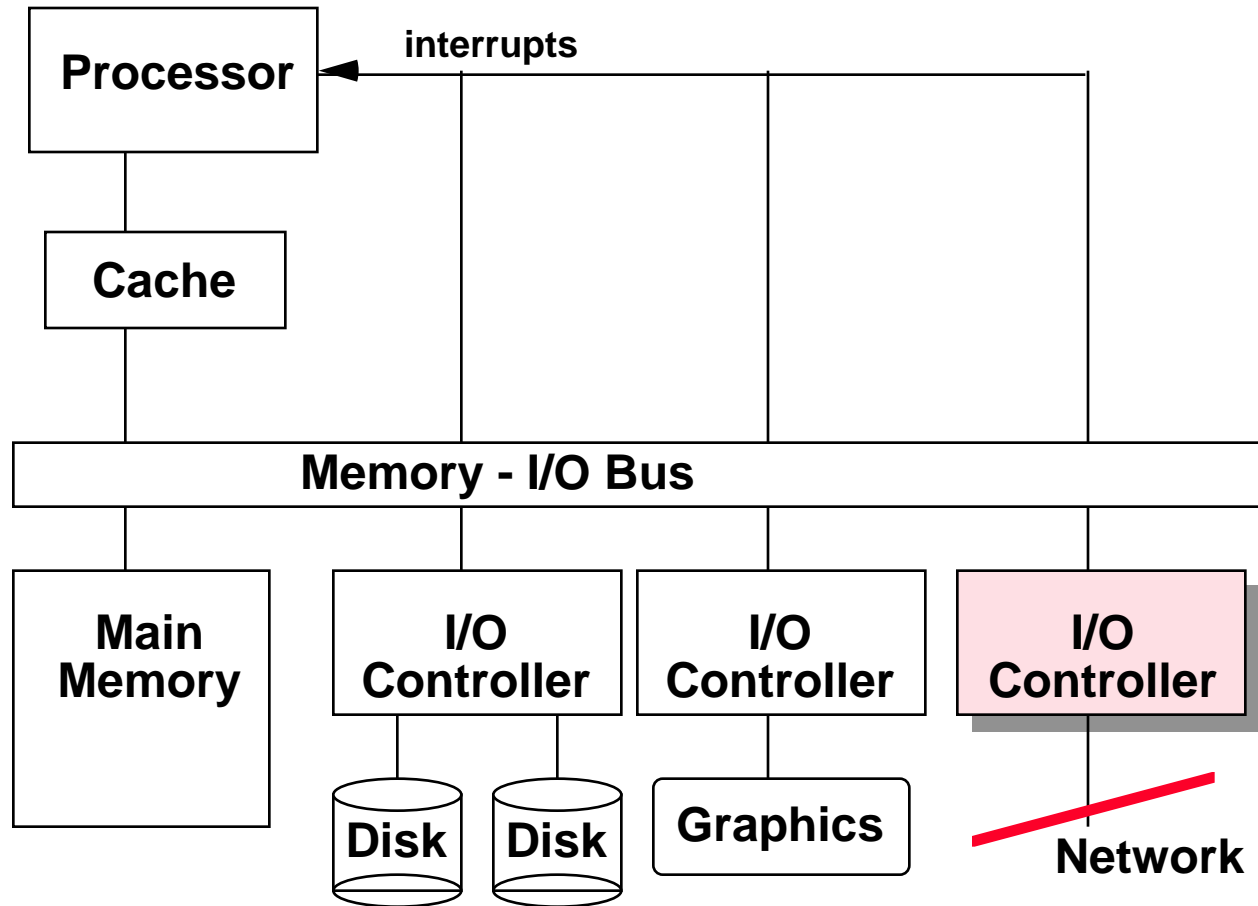 interrupts
Processor
Cache
Memory - I/O Bus
Main
Memory
I/O
Controller
I/O
Controller
I/O
Controller
Disk
Disk
Graphics
Network